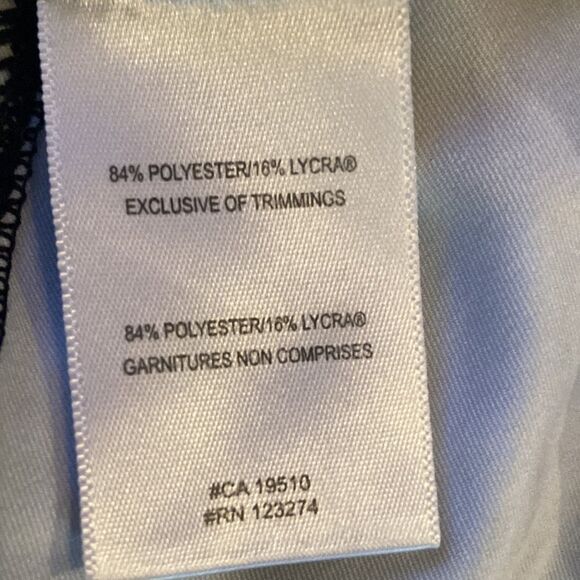 84% POLYESTER/16% LYCRA®
EXCLUSIVE OF TRIMMINGS
84% POLYESTER/16% LYCRA®
GARNITURES NON COMPRISES
#CA 19510
#RN 123274